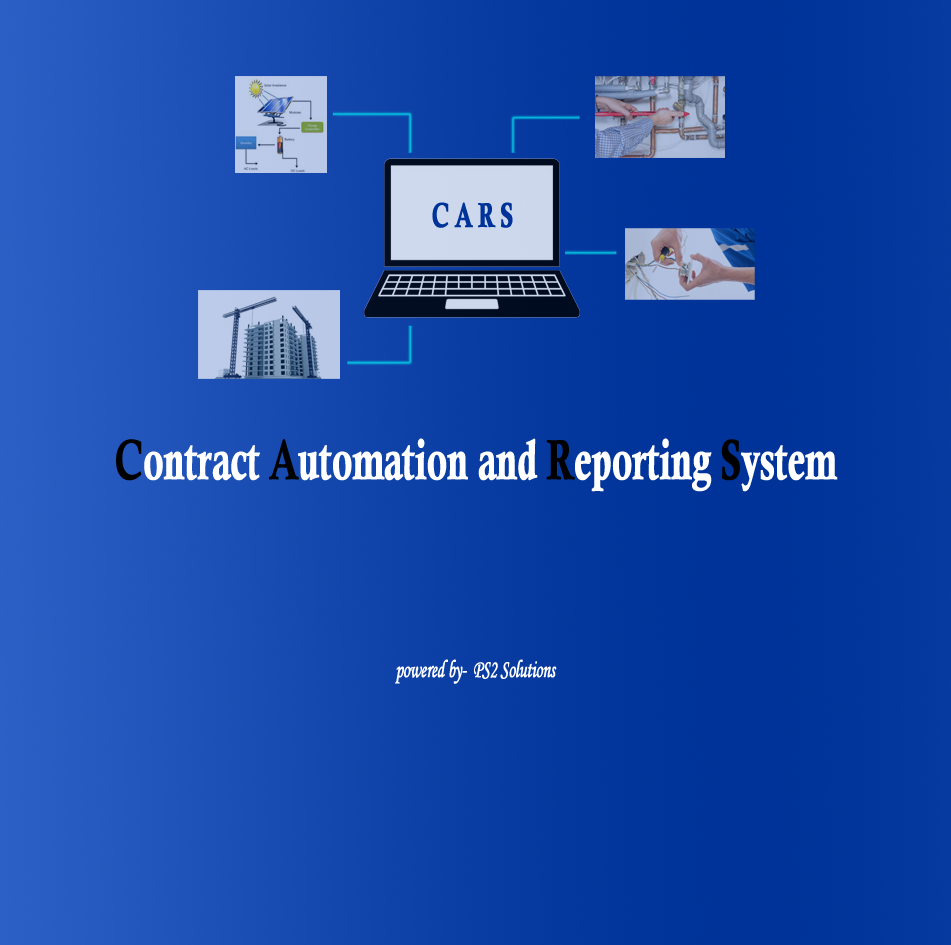 CARS
Contract Automation and Reporting System
powered by- PS2 Solutions